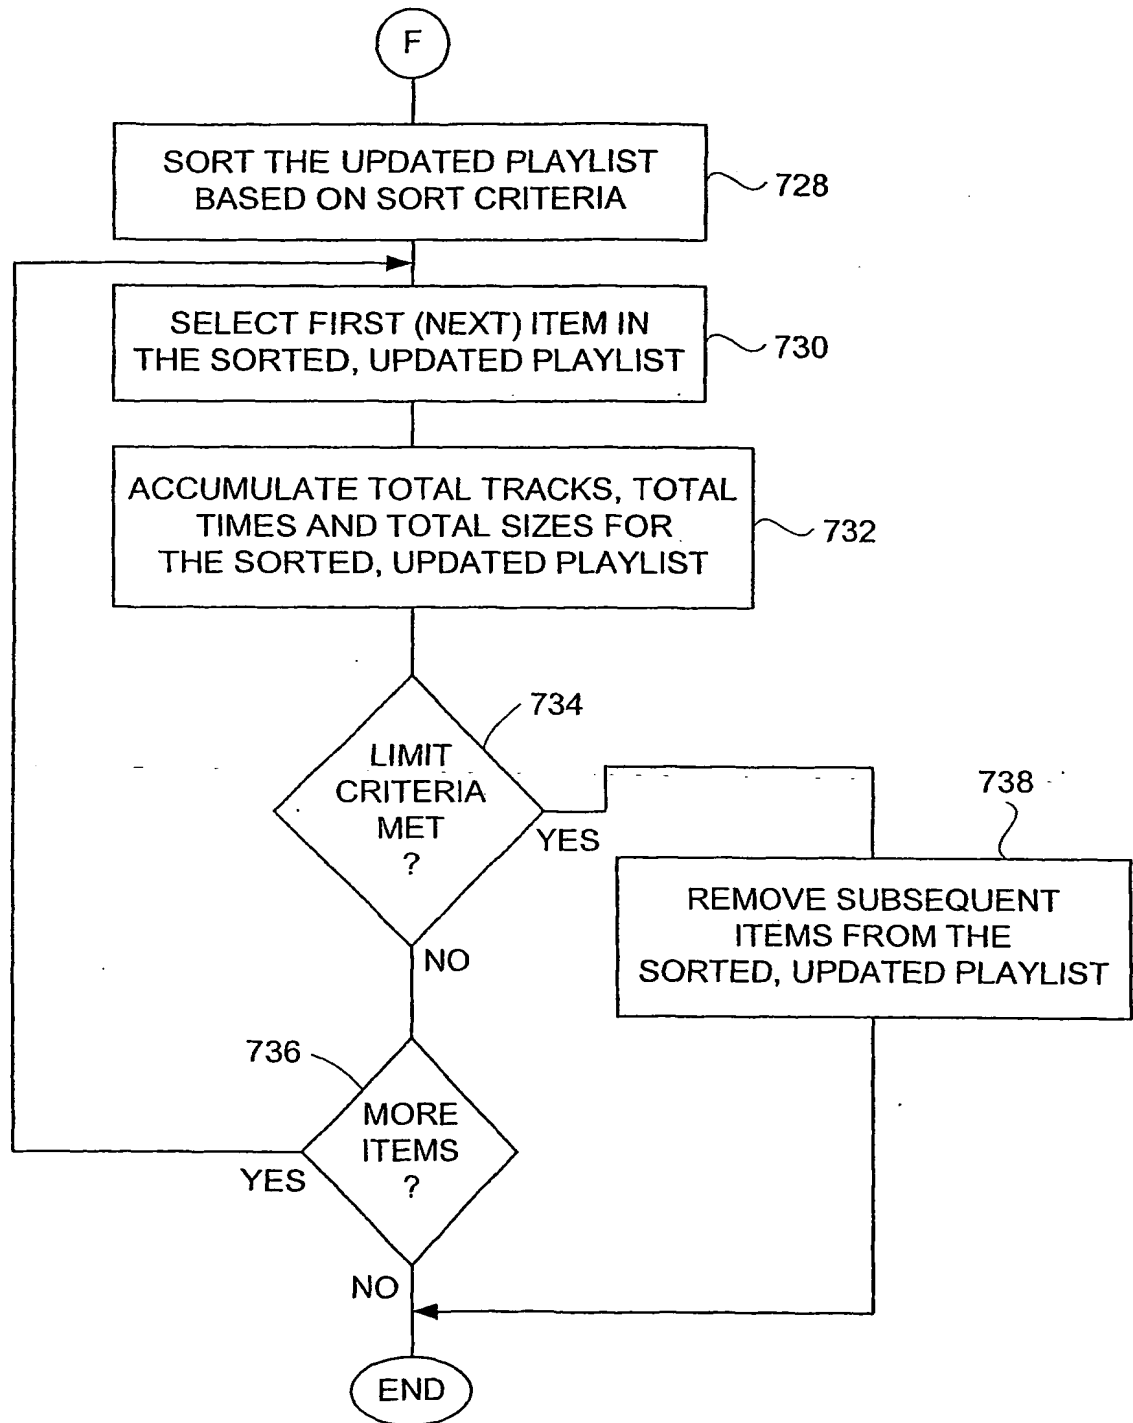 F
SORT THE UPDATED PLAYLIST
BASED ON SORT CRITERIA
728
SELECT FIRST (NEXT) ITEM IN
THE SORTED, UPDATED PLAYLIST
730
ACCUMULATE TOTAL TRACKS, TOTAL
TIMES AND TOTAL SIZES FOR
THE SORTED, UPDATED PLAYLIST
732
734
LIMIT
CRITERIA
MET
?
YES
NO
738
REMOVE SUBSEQUENT
ITEMS FROM THE
SORTED, UPDATED PLAYLIST
736
MORE
ITEMS
?
YES
NO
END